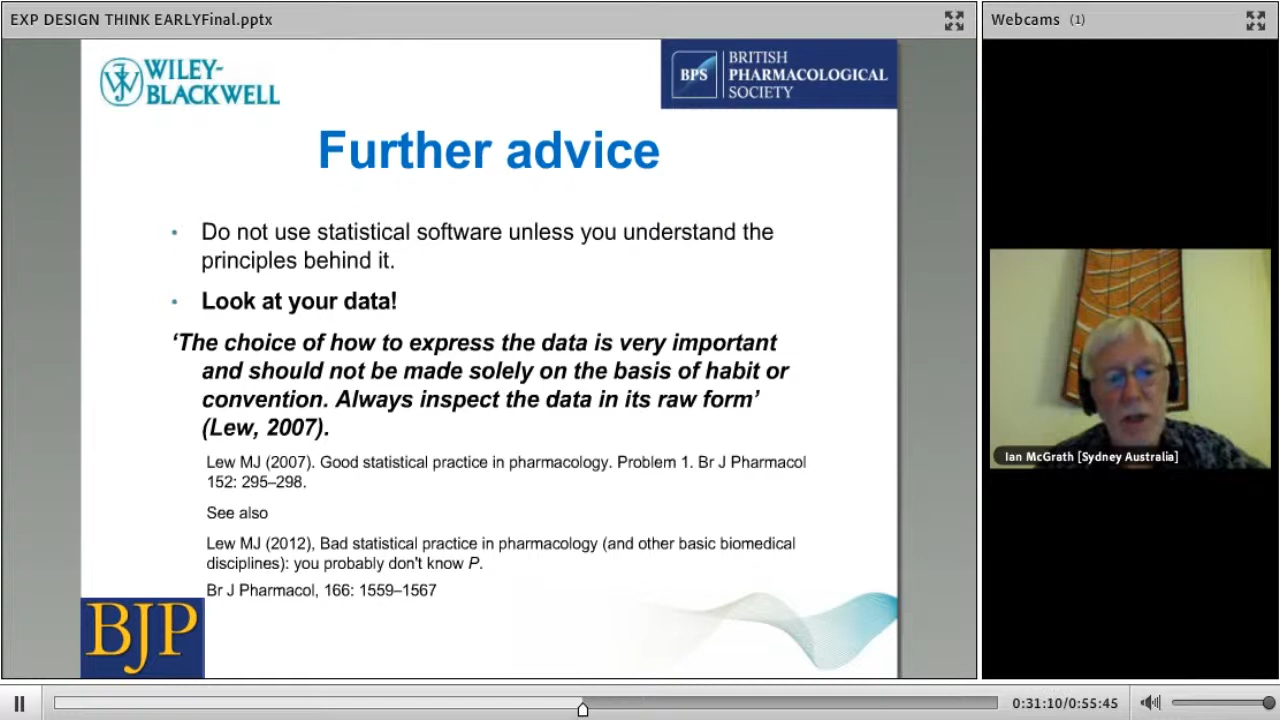 EXP DESIGN THINK EARLYFinal.pptx
Webcams (1)
WILEY-
BLACKWELL
BPS
BRITISH
PHARMACOLOGICAL
SOCIETY
Further advice
• Do not use statistical software unless you understand the
principles behind it.
• Look at your data!
‘The choice of how to express the data is very important
and should not be made solely on the basis of habit or
convention. Always inspect the data in its raw form’
(Lew, 2007).
Lew MJ (2007). Good statistical practice in pharmacology. Problem 1. Br J Pharmacol
152: 295–298.
See also
Lew MJ (2012), Bad statistical practice in pharmacology (and other basic biomedical
disciplines): you probably don't know P.
Br J Pharmacol, 166: 1559–1567
BJP
Ian McGrath [Sydney Australia]
0:31:10/0:55:45